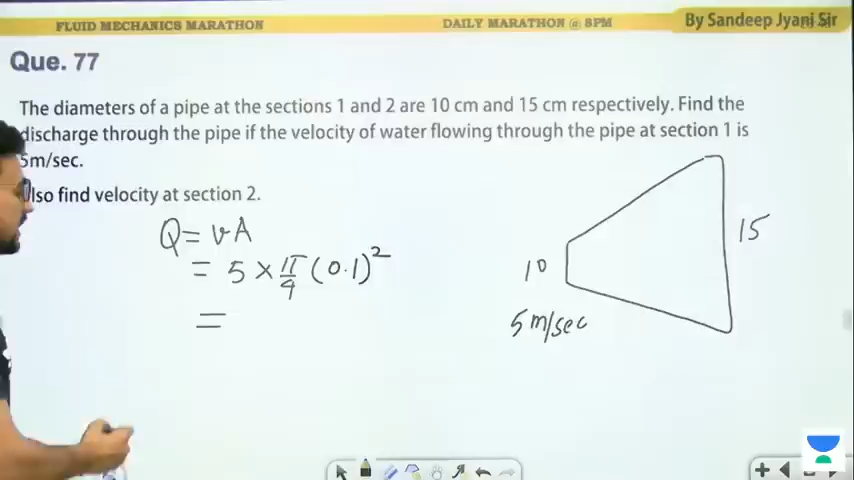 FLUID MECHANICS MARATHON
DAILY MARATHON @ 8PM
By Sandeep Jyani Sir
Que. 77
The diameters of a pipe at the sections 1 and 2 are 10 cm and 15 cm respectively. Find the
discharge through the pipe if the velocity of water flowing through the pipe at section 1 is
5m/sec.
lso find velocity at section 2.
Q = vA
= 5 × π/4 (0.1)²
=
10
15
5m/sec